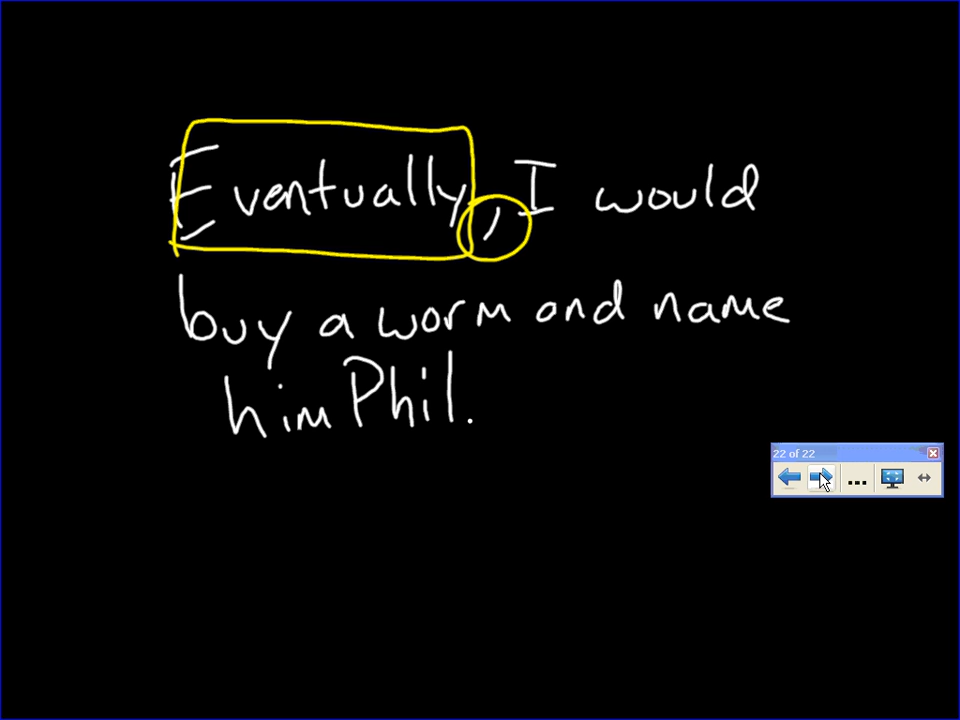 Eventually, I would
buy a worm and name
him Phil.
22 of 22
...